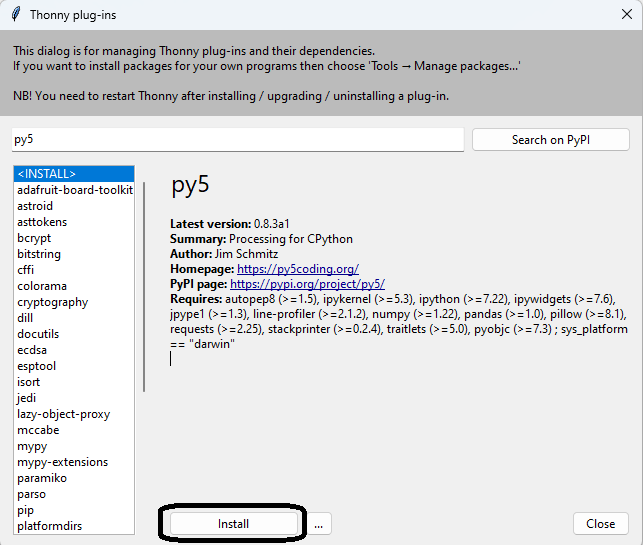 Thonny plug-ins
This dialog is for managing Thonny plug-ins and their dependencies.
If you want to install packages for your own programs then choose 'Tools → Manage packages...'
NB! You need to restart Thonny after installing / upgrading / uninstalling a plug-in.
py5
Search on PyPI
<INSTALL>
adafruit-board-toolkit
astroid
asttokens
bcrypt
bitstring
cffi
colorama
cryptography
dill
docutils
ecdsa
esptool
isort
jedi
lazy-object-proxy
mccabe
mypy
mypy-extensions
paramiko
parso
pip
platformdirs
py5
Latest version: 0.8.3a1
Summary: Processing for CPython
Author: Jim Schmitz
Homepage: https://py5coding.org/
PyPI page: https://pypi.org/project/py5/
Requires: autopep8 (>=1.5), ipykernel (>=5.3), ipython (>=7.22), ipywidgets (>=7.6),
jpype1 (>=1.3), line-profiler (>=2.1.2), numpy (>=1.22), pandas (>=1.0), pillow (>=8.1),
requests (>=2.25), stackprinter (>=0.2.4), traitlets (>=5.0), pyobjc (>=7.3) ; sys_platform
== "darwin"
Install
...
Close